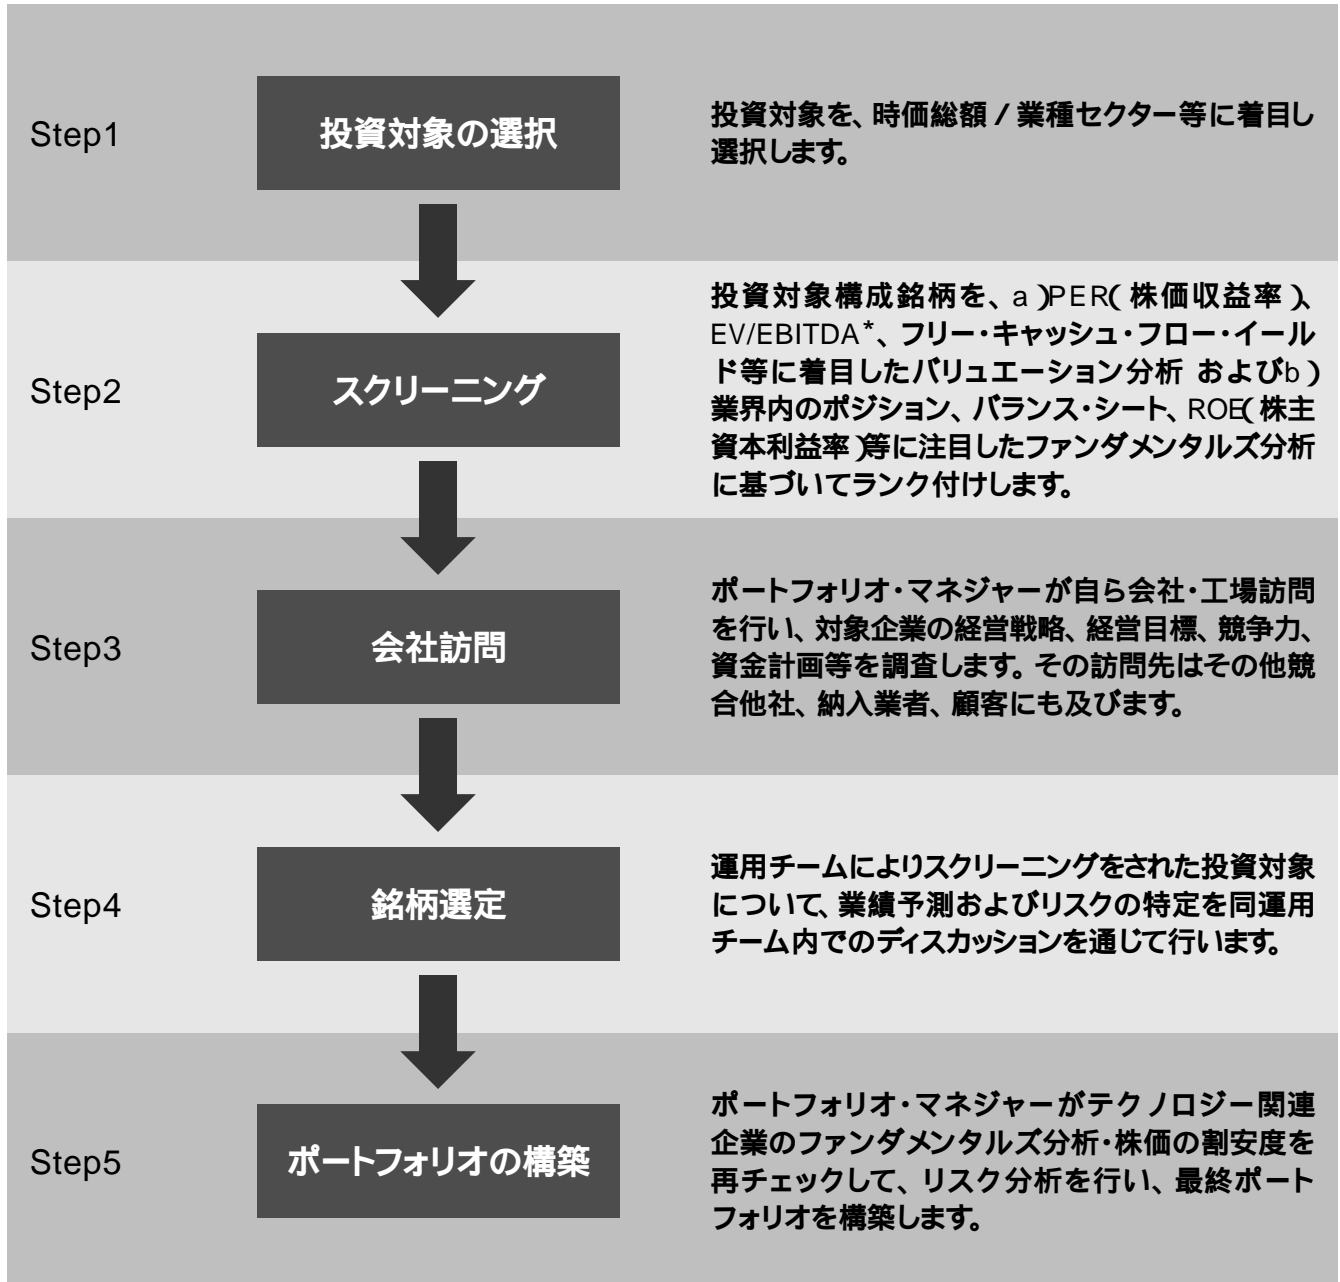 Step1
投資対象の選択
投資対象を、時価総額 / 業種セクター等に着目し
選択します。
Step2
スクリーニング
投資対象構成銘柄を、a)PER(株価収益率)、
EV/EBITDA*、フリー・キャッシュ・フロー・イール
ド等に着目したバリュエーション分析 およびb)
業界内のポジション、バランス・シート、ROE(株主
資本利益率)等に注目したファンダメンタルズ分析
に基づいてランク付けします。
Step3
会社訪問
ポートフォリオ・マネジャーが自ら会社・工場訪問
を行い、対象企業の経営戦略、経営目標、競争力、
資金計画等を調査します。その訪問先はその他競
合他社、納入業者、顧客にも及びます。
Step4
銘柄選定
運用チームによりスクリーニングをされた投資対象
について、業績予測およびリスクの特定を同運用
チーム内でのディスカッションを通じて行います。
Step5
ポートフォリオの構築
ポートフォリオ・マネジャーがテクノロジー関連
企業のファンダメンタルズ分析・株価の割安度を
再チェックして、リスク分析を行い、最終ポート
フォリオを構築します。